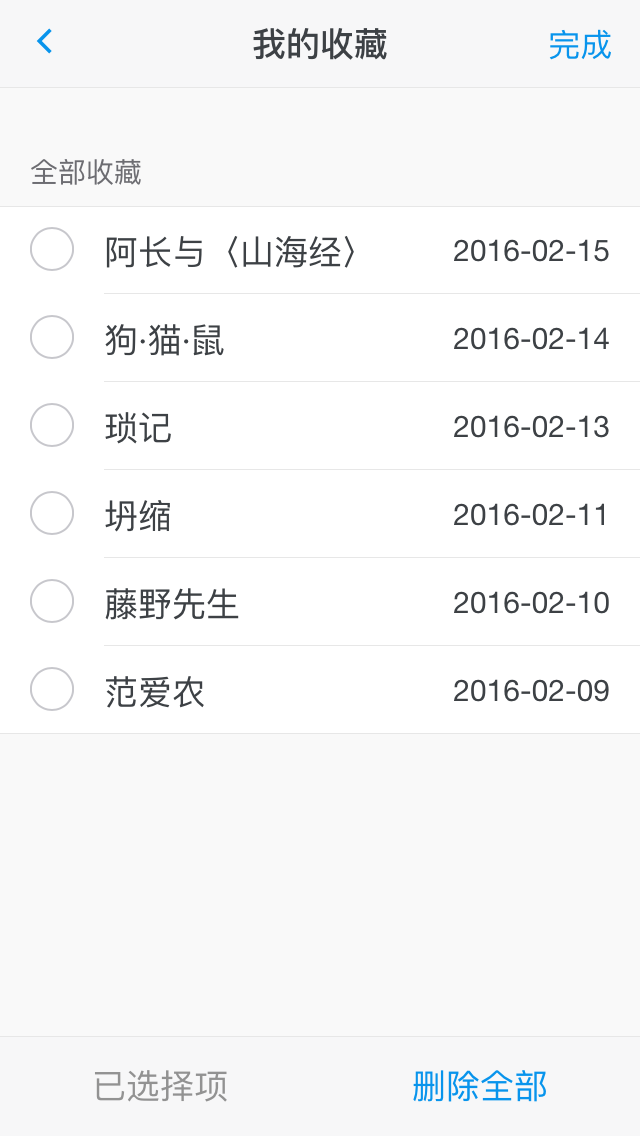 我的收藏 完成
全部收藏
阿长与〈山海经〉 2016-02-15
狗·猫·鼠 2016-02-14
琐记 2016-02-13
坍缩 2016-02-11
藤野先生 2016-02-10
范爱农 2016-02-09
已选择项 删除全部